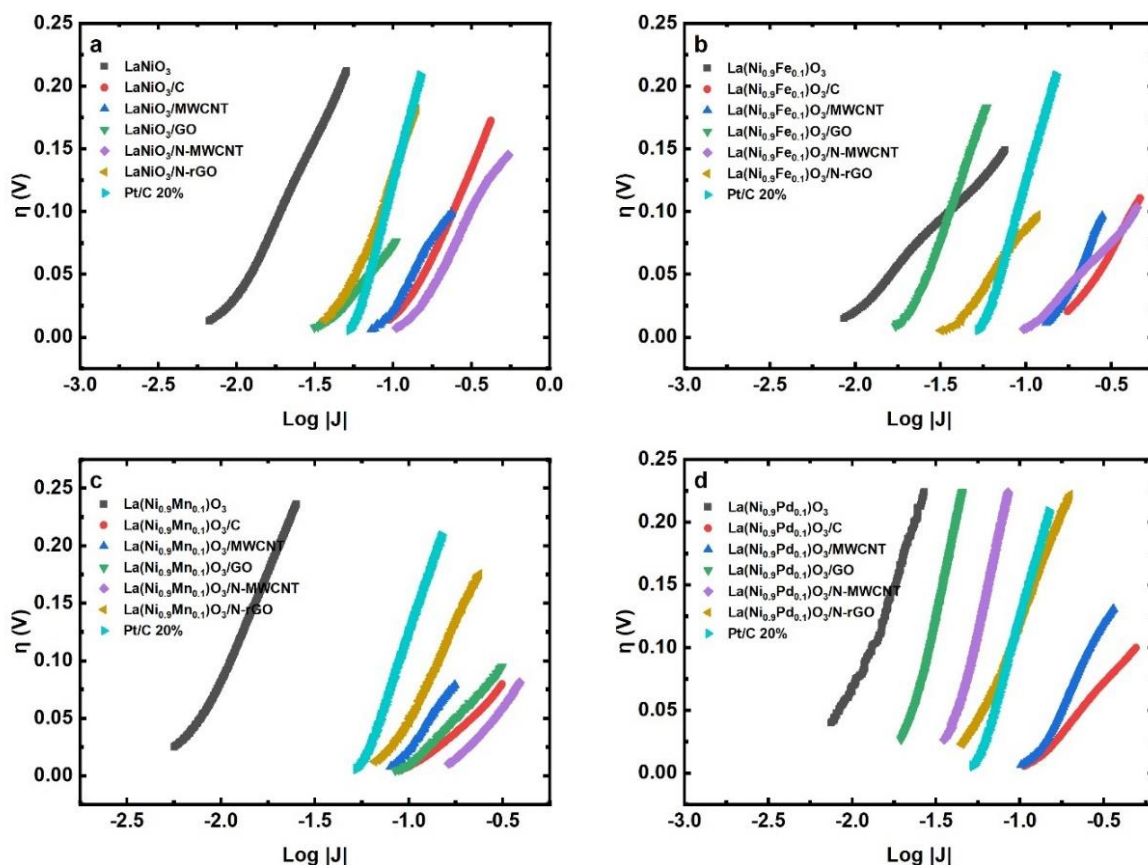 a
LaNiO₃
LaNiO₃/C
LaNiO₃/MWCNT
LaNiO₃/GO
LaNiO₃/N-MWCNT
LaNiO₃/N-rGO
Pt/C 20%
0.25
0.20
0.15
0.10
0.05
0.00
η (V)
-3.0 -2.5 -2.0 -1.5 -1.0 -0.5 0.0
Log |J|
b
La(Ni₀.₉Fe₀.₁)O₃
La(Ni₀.₉Fe₀.₁)O₃/C
La(Ni₀.₉Fe₀.₁)O₃/MWCNT
La(Ni₀.₉Fe₀.₁)O₃/GO
La(Ni₀.₉Fe₀.₁)O₃/N-MWCNT
La(Ni₀.₉Fe₀.₁)O₃/N-rGO
Pt/C 20%
0.25
0.20
0.15
0.10
0.05
0.00
η (V)
-3.0 -2.5 -2.0 -1.5 -1.0 -0.5
Log |J|
c
La(Ni₀.₉Mn₀.₁)O₃
La(Ni₀.₉Mn₀.₁)O₃/C
La(Ni₀.₉Mn₀.₁)O₃/MWCNT
La(Ni₀.₉Mn₀.₁)O₃/GO
La(Ni₀.₉Mn₀.₁)O₃/N-MWCNT
La(Ni₀.₉Mn₀.₁)O₃/N-rGO
Pt/C 20%
0.25
0.20
0.15
0.10
0.05
0.00
η (V)
-2.5 -2.0 -1.5 -1.0 -0.5
Log |J|
d
La(Ni₀.₉Pd₀.₁)O₃
La(Ni₀.₉Pd₀.₁)O₃/C
La(Ni₀.₉Pd₀.₁)O₃/MWCNT
La(Ni₀.₉Pd₀.₁)O₃/GO
La(Ni₀.₉Pd₀.₁)O₃/N-MWCNT
La(Ni₀.₉Pd₀.₁)O₃/N-rGO
Pt/C 20%
0.25
0.20
0.15
0.10
0.05
0.00
η (V)
-3.0 -2.5 -2.0 -1.5 -1.0 -0.5
Log |J|